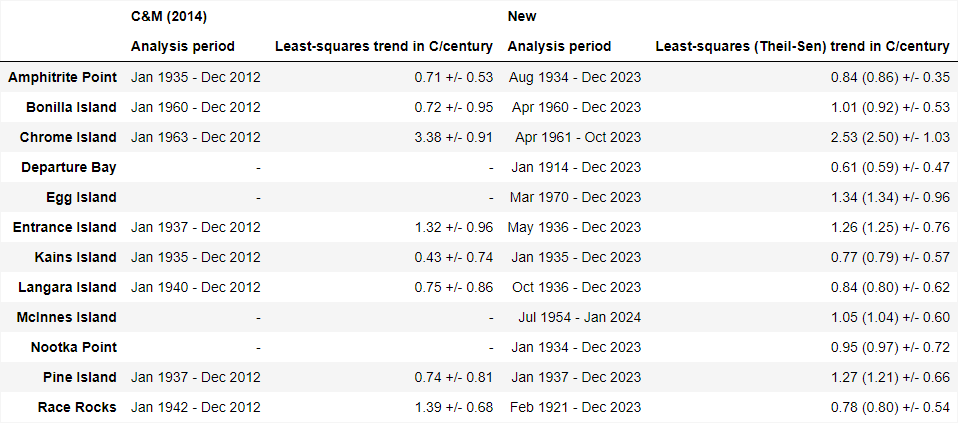 C&M (2014) New
Analysis period Least-squares trend in C/century Analysis period Least-squares (Theil-Sen) trend in C/century
Amphitrite Point Jan 1935 - Dec 2012 0.71 +/- 0.53 Aug 1934 - Dec 2023 0.84 (0.86) +/- 0.35
Bonilla Island Jan 1960 - Dec 2012 0.72 +/- 0.95 Apr 1960 - Dec 2023 1.01 (0.92) +/- 0.53
Chrome Island Jan 1963 - Dec 2012 3.38 +/- 0.91 Apr 1961 - Oct 2023 2.53 (2.50) +/- 1.03
Departure Bay - - Jan 1914 - Dec 2023 0.61 (0.59) +/- 0.47
Egg Island - - Mar 1970 - Dec 2023 1.34 (1.34) +/- 0.96
Entrance Island Jan 1937 - Dec 2012 1.32 +/- 0.96 May 1936 - Dec 2023 1.26 (1.25) +/- 0.76
Kains Island Jan 1935 - Dec 2012 0.43 +/- 0.74 Jan 1935 - Dec 2023 0.77 (0.79) +/- 0.57
Langara Island Jan 1940 - Dec 2012 0.75 +/- 0.86 Oct 1936 - Dec 2023 0.84 (0.80) +/- 0.62
McInnes Island - - Jul 1954 - Jan 2024 1.05 (1.04) +/- 0.60
Nootka Point - - Jan 1934 - Dec 2023 0.95 (0.97) +/- 0.72
Pine Island Jan 1937 - Dec 2012 0.74 +/- 0.81 Jan 1937 - Dec 2023 1.27 (1.21) +/- 0.66
Race Rocks Jan 1942 - Dec 2012 1.39 +/- 0.68 Feb 1921 - Dec 2023 0.78 (0.80) +/- 0.54